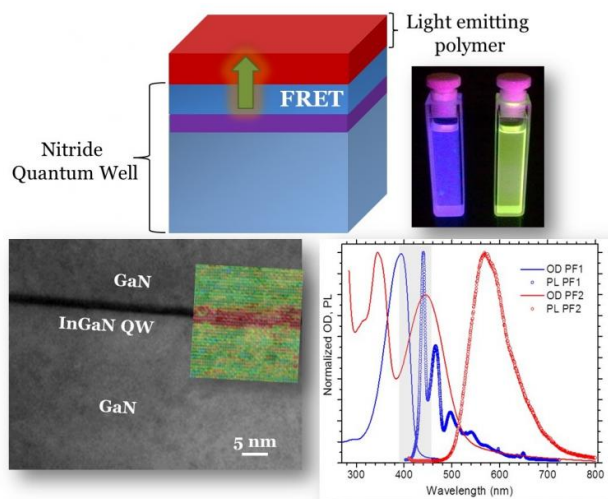 Light emitting
polymer
FRET
Nitride
Quantum Well
GaN
InGaN QW
GaN
5 nm
Normalized OD, PL
OD PF1
PL PF1
OD PF2
PL PF2
300 400 500 600 700 800
Wavelength (nm)